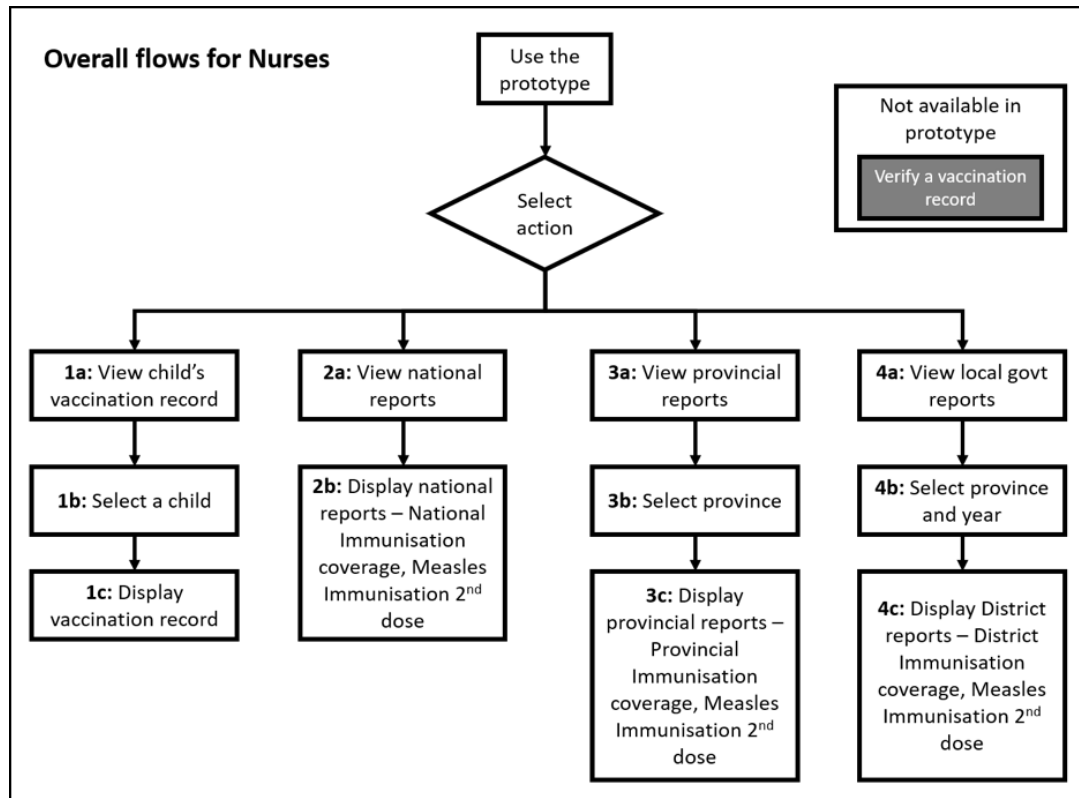 Overall flows for Nurses
Use the
prototype
Not available in
prototype
Verify a vaccination
record
Select
action
1a: View child's
vaccination record
2a: View national
reports
3a: View provincial
reports
4a: View local govt
reports
1b: Select a child
2b: Display national
reports – National
Immunisation
coverage, Measles
Immunisation 2nd
dose
3b: Select province
4b: Select province
and year
1c: Display
vaccination record
3c: Display
provincial reports –
Provincial
Immunisation
coverage, Measles
Immunisation 2nd
dose
4c: Display District
reports – District
Immunisation
coverage, Measles
Immunisation 2nd
dose